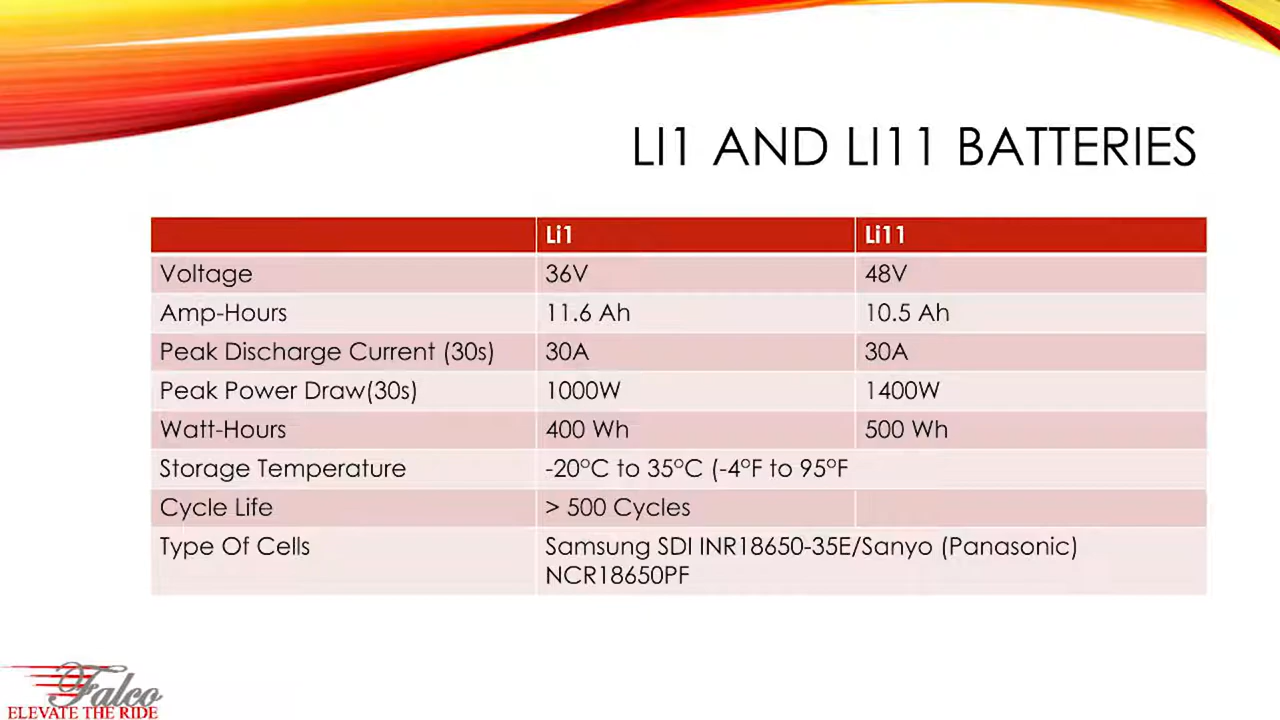 LI1 AND LI11 BATTERIES
Li1 Li11
Voltage 36V 48V
Amp-Hours 11.6 Ah 10.5 Ah
Peak Discharge Current (30s) 30A 30A
Peak Power Draw(30s) 1000W 1400W
Watt-Hours 400 Wh 500 Wh
Storage Temperature -20°C to 35°C (-4°F to 95°F
Cycle Life > 500 Cycles
Type Of Cells Samsung SDI INR18650-35E/Sanyo (Panasonic)
NCR18650PF
Falco
ELEVATE THE RIDE